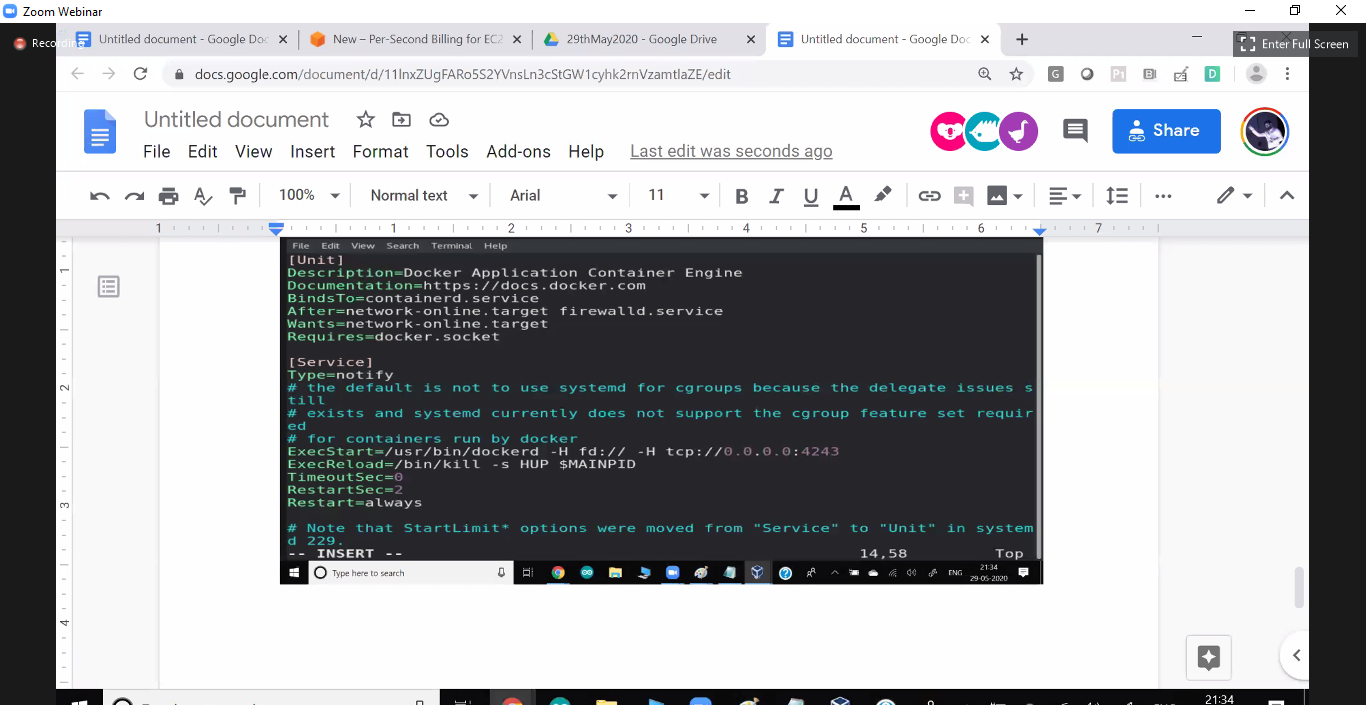 Zoom Webinar
Recording
Untitled document - Google Doc
New – Per-Second Billing for EC2
29thMay2020 - Google Drive
Untitled document - Google Doc
Enter Full Screen
Untitled document
File Edit View Insert Format Tools Add-ons Help Last edit was seconds ago
Share
100% Normal text Arial 11 B I U A
1 1 2 3 4 5 6 7
File Edit View Search Terminal Help
[Unit]
Description=Docker Application Container Engine
Documentation=https://docs.docker.com
BindsTo=containerd.service
After=network-online.target firewalld.service
Wants=network-online.target
Requires=docker.socket
[Service]
Type=notify
# the default is not to use systemd for cgroups because the delegate issues s
till
# exists and systemd currently does not support the cgroup feature set requir
ed
# for containers run by docker
ExecStart=/usr/bin/dockerd -H fd:// -H tcp://0.0.0.0:4243
ExecReload=/bin/kill -s HUP $MAINPID
TimeoutSec=0
RestartSec=2
Restart=always
# Note that StartLimit* options were moved from "Service" to "Unit" in system
d 229.
-- INSERT -- 14,58 Top
Type here to search
ENG
21:34
29-05-2020
1
2
3
4
21:34